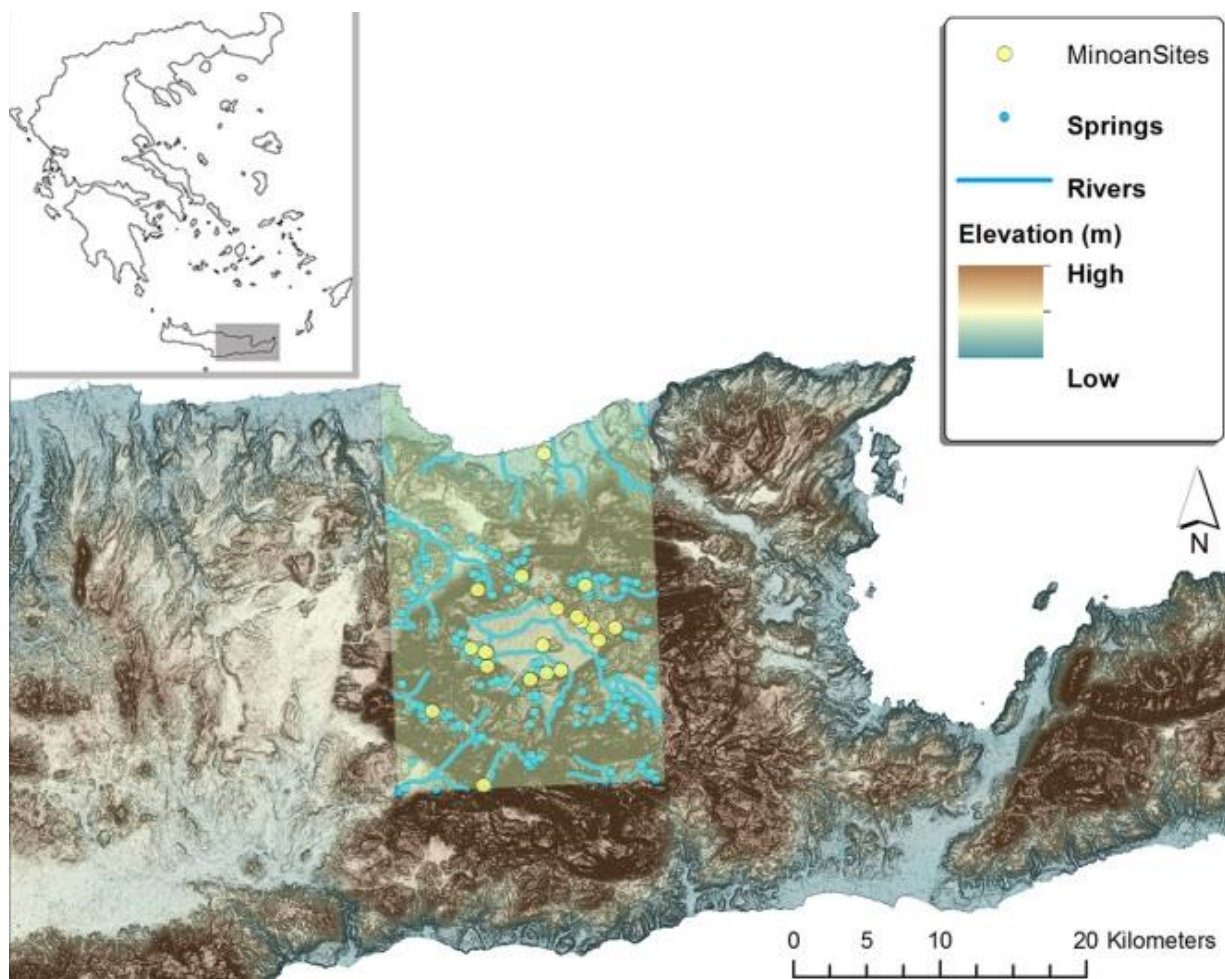 MinoanSites
Springs
Rivers
Elevation (m)
High
Low
N
0 5 10 20 Kilometers